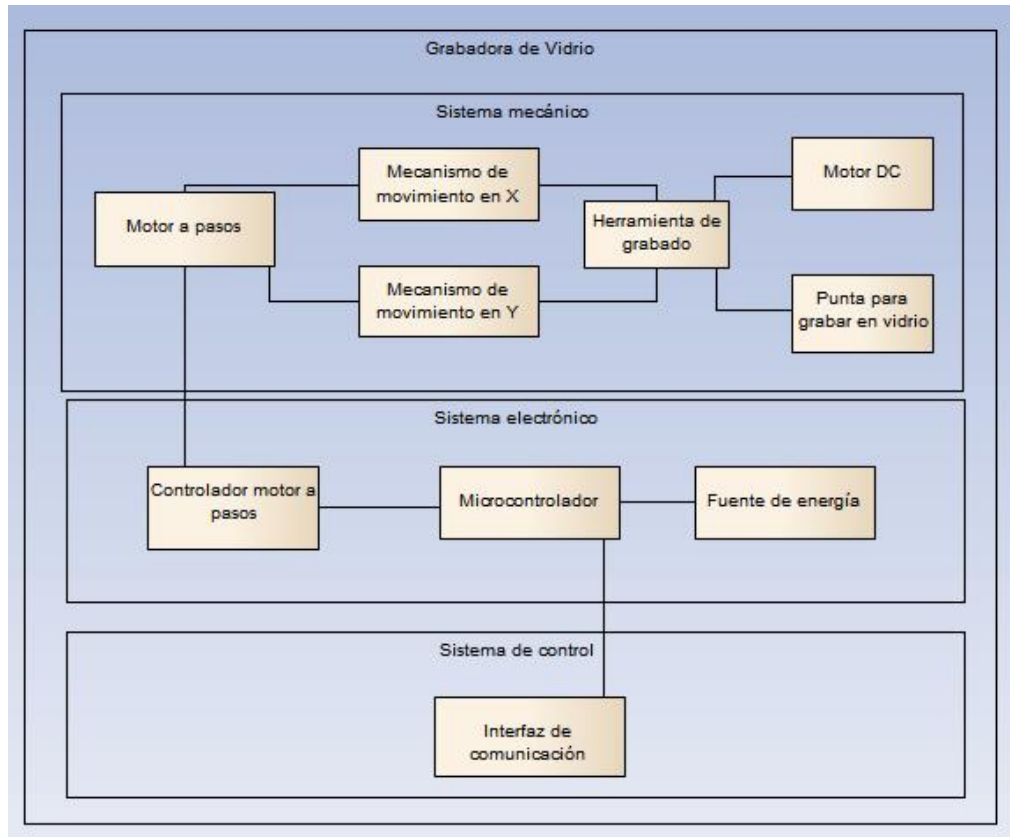 Grabadora de Vidrio
Sistema mecánico
Mecanismo de
movimiento en X
Motor DC
Motor a pasos
Herramienta de
grabado
Mecanismo de
movimiento en Y
Punta para
grabar en vidrio
Sistema electrónico
Controlador motor a
pasos
Microcontrolador
Fuente de energía
Sistema de control
Interfaz de
comunicación